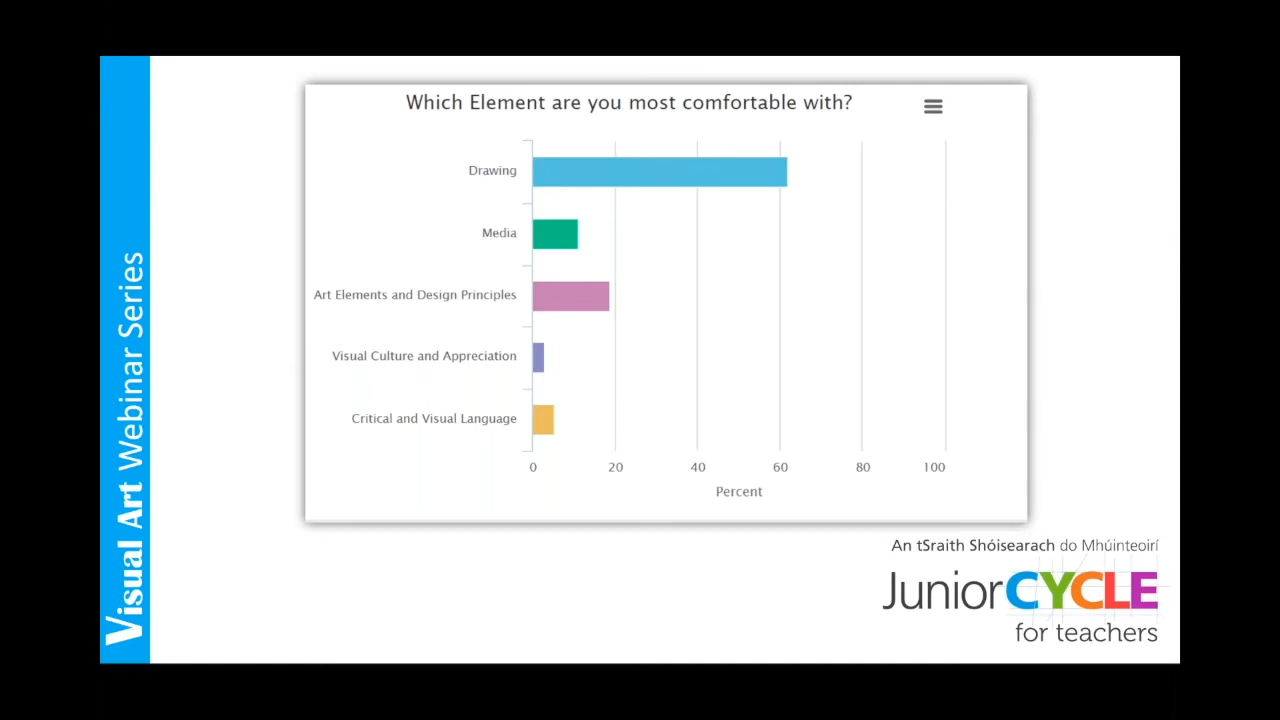 Visual Art Webinar Series
Which Element are you most comfortable with?
Drawing
Media
Art Elements and Design Principles
Visual Culture and Appreciation
Critical and Visual Language
0 20 40 60 80 100
Percent
An tSraith Shóisearach do Mhúinteoirí
JuniorCYCLE
for teachers